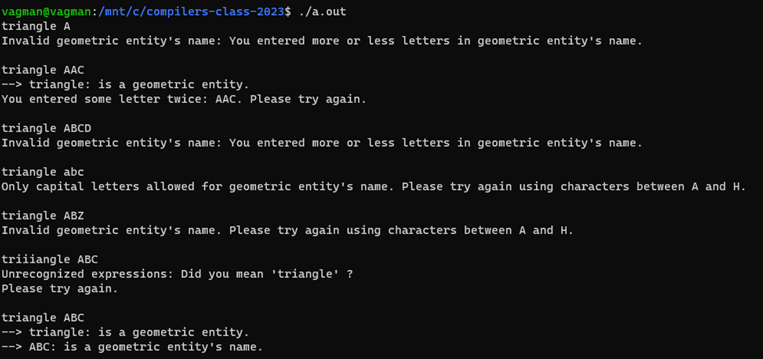 vagman@vagman:/mnt/c/compilers-class-2023$ ./a.out
triangle A
Invalid geometric entity's name: You entered more or less letters in geometric entity's name.
triangle AAC
--> triangle: is a geometric entity.
You entered some letter twice: AAC. Please try again.
triangle ABCD
Invalid geometric entity's name: You entered more or less letters in geometric entity's name.
triangle abc
Only capital letters allowed for geometric entity's name. Please try again using characters between A and H.
triangle ABZ
Invalid geometric entity's name. Please try again using characters between A and H.
triiiangle ABC
Unrecognized expressions: Did you mean 'triangle' ?
Please try again.
triangle ABC
--> triangle: is a geometric entity.
--> ABC: is a geometric entity's name.